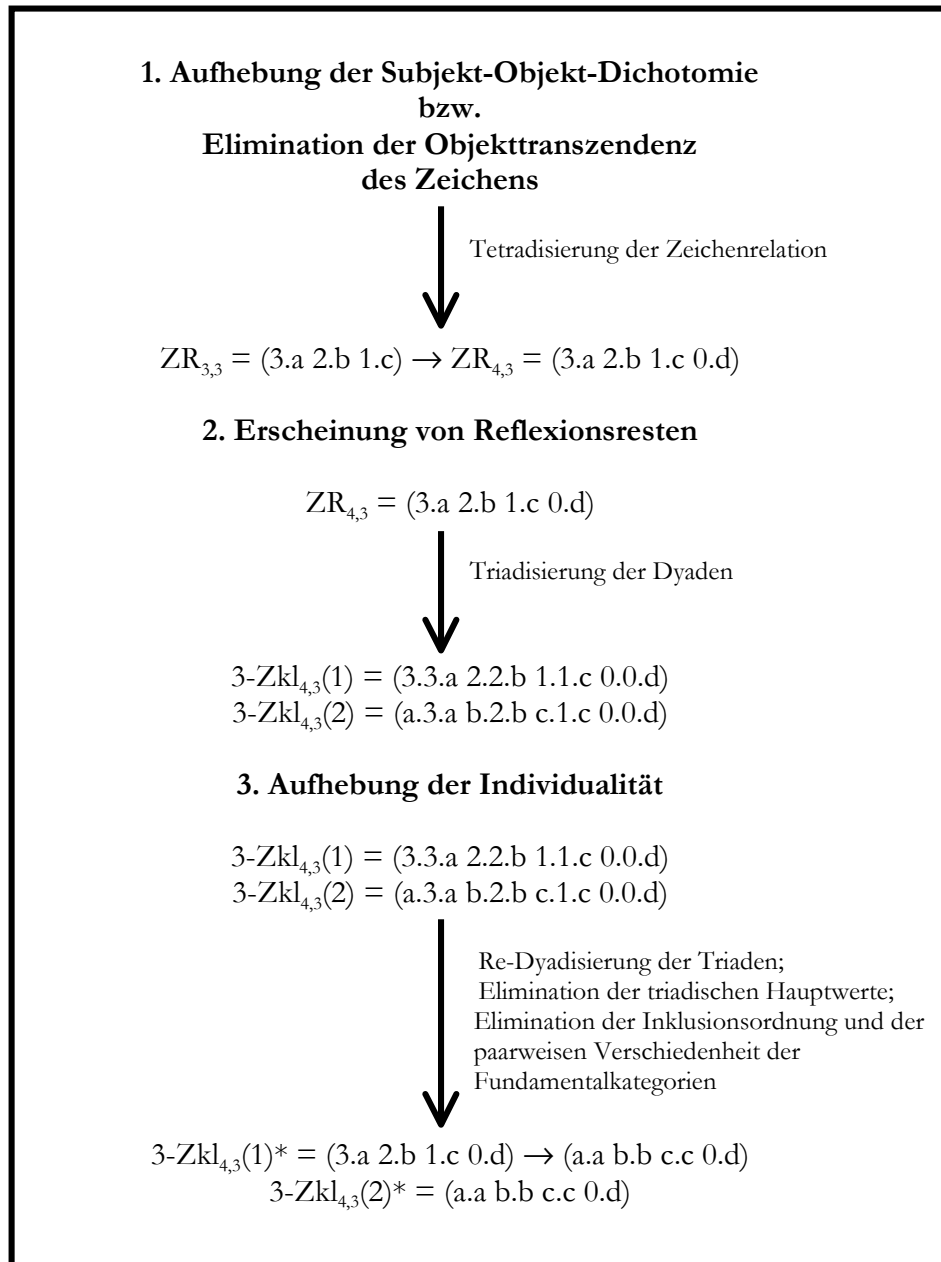 1. Aufhebung der Subjekt-Objekt-Dichotomie
bzw.
Elimination der Objekttranszendenz
des Zeichens
Tetradisierung der Zeichenrelation
ZR₄,₃ = (3.a 2.b 1.c) → ZR₄,₃ = (3.a 2.b 1.c 0.d)
2. Erscheinung von Reflexionsresten
ZR₄,₃ = (3.a 2.b 1.c 0.d)
Triadisierung der Dyaden
3-Zkl₄,₃(1) = (3.3.a 2.2.b 1.1.c 0.0.d)
3-Zkl₄,₃(2) = (a.3.a b.2.b c.1.c 0.0.d)
3. Aufhebung der Individualität
3-Zkl₄,₃(1) = (3.3.a 2.2.b 1.1.c 0.0.d)
3-Zkl₄,₃(2) = (a.3.a b.2.b c.1.c 0.0.d)
Re-Dyadisierung der Triaden;
Elimination der triadischen Hauptwerte;
Elimination der Inklusionsordnung und der
paarweisen Verschiedenheit der
Fundamentalkategorien
3-Zkl₄,₃(1)* = (3.a 2.b 1.c 0.d) → (a.a b.b c.c 0.d)
3-Zkl₄,₃(2)* = (a.a b.b c.c 0.d)